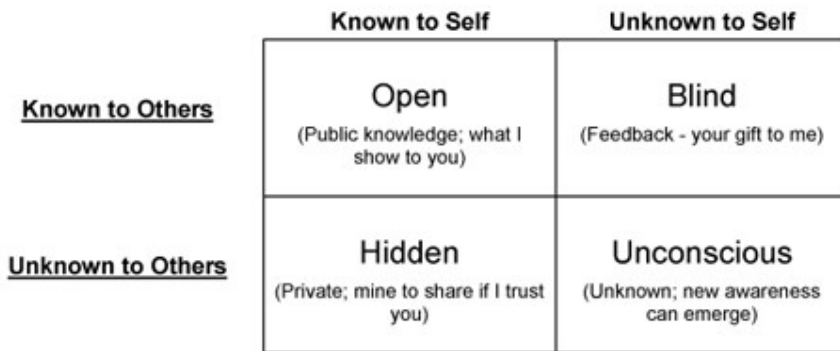 Known to Self Unknown to Self
Known to Others
Open
(Public knowledge; what I
show to you)
Blind
(Feedback - your gift to me)
Unknown to Others
Hidden
(Private; mine to share if I trust
you)
Unconscious
(Unknown; new awareness
can emerge)